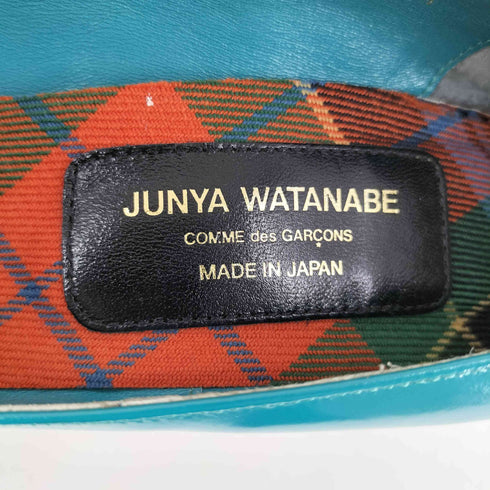 JUNYA WATANABE
COMME des GARÇONS
MADE IN JAPAN